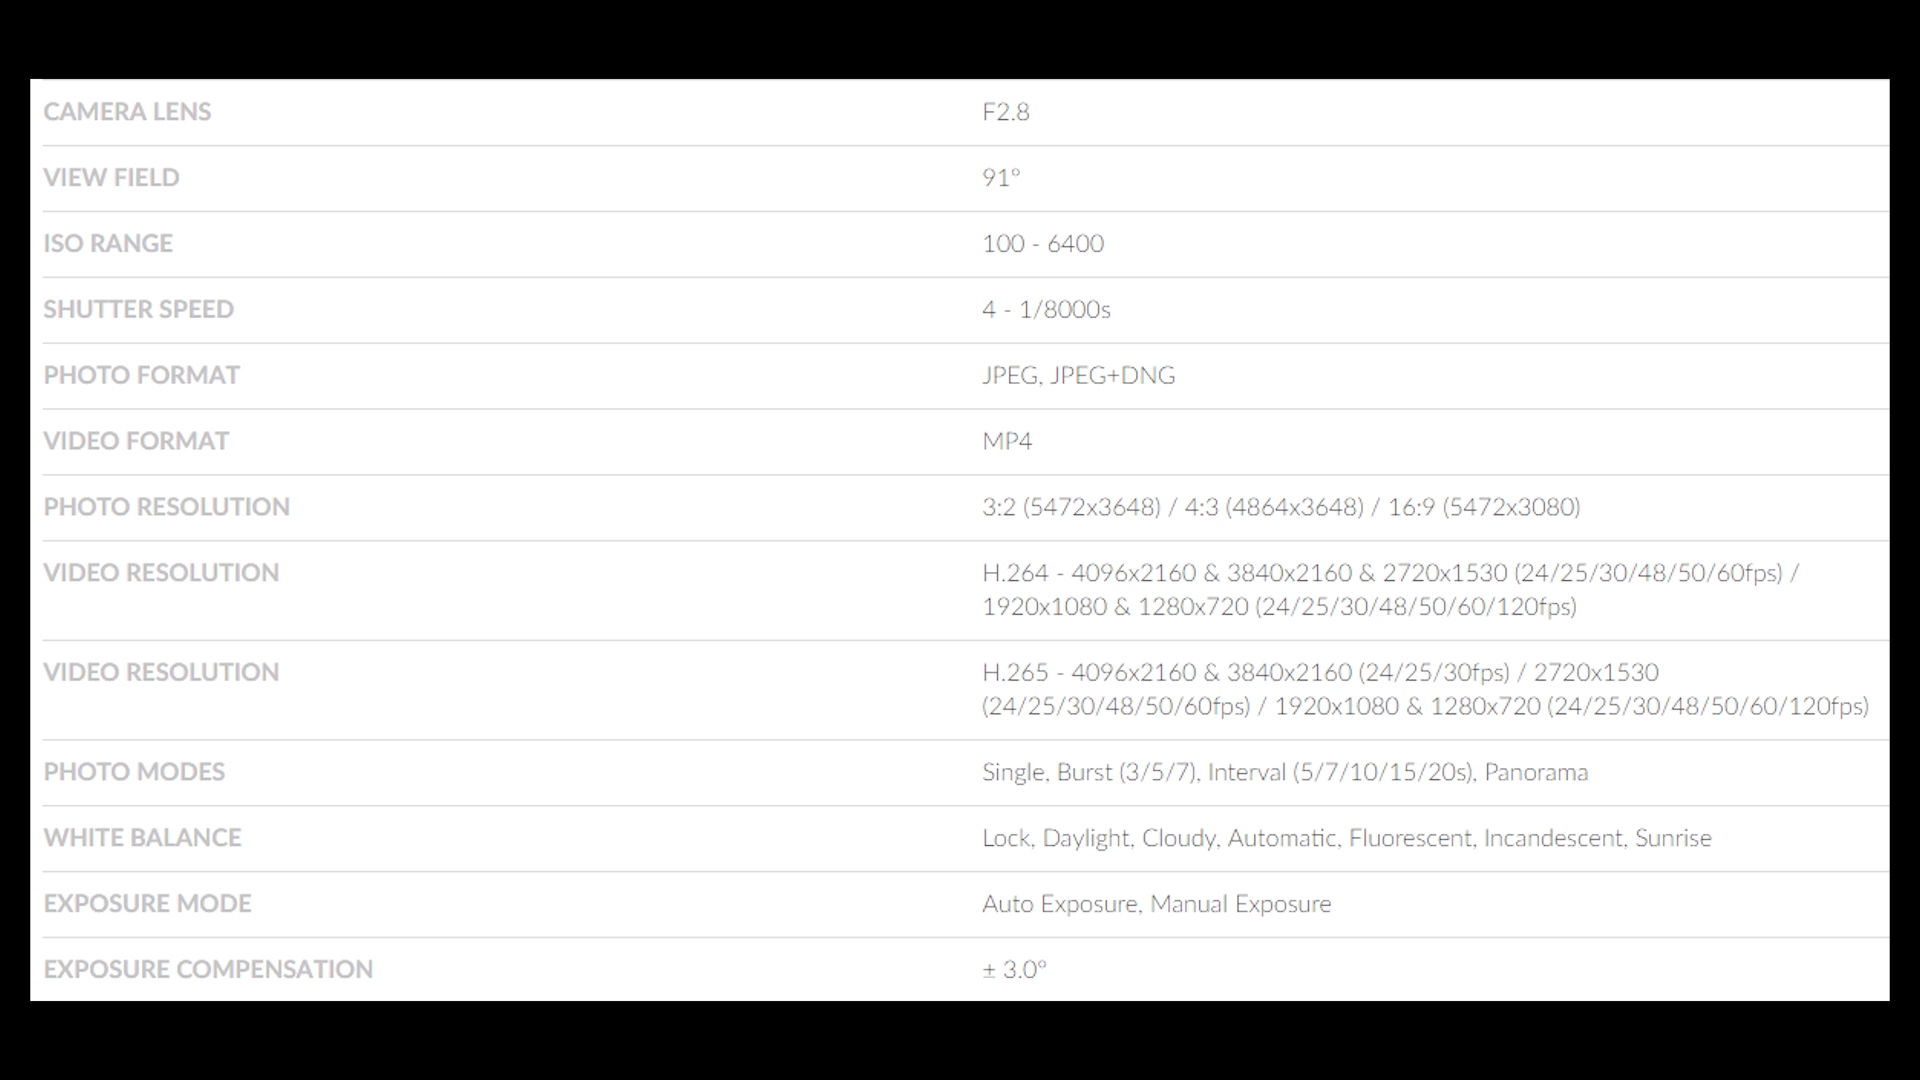 CAMERA LENS F2.8
VIEW FIELD 91°
ISO RANGE 100 - 6400
SHUTTER SPEED 4 - 1/8000s
PHOTO FORMAT JPEG, JPEG+DNG
VIDEO FORMAT MP4
PHOTO RESOLUTION 3:2 (5472x3648) / 4:3 (4864x3648) / 16:9 (5472x3080)
VIDEO RESOLUTION H.264 - 4096x2160 & 3840x2160 & 2720x1530 (24/25/30/48/50/60fps) /
1920x1080 & 1280x720 (24/25/30/48/50/60/120fps)
VIDEO RESOLUTION H.265 - 4096x2160 & 3840x2160 (24/25/30fps) / 2720x1530
(24/25/30/48/50/60fps) / 1920x1080 & 1280x720 (24/25/30/48/50/60/120fps)
PHOTO MODES Single, Burst (3/5/7), Interval (5/7/10/15/20s), Panorama
WHITE BALANCE Lock, Daylight, Cloudy, Automatic, Fluorescent, Incandescent, Sunrise
EXPOSURE MODE Auto Exposure, Manual Exposure
EXPOSURE COMPENSATION ± 3.0°